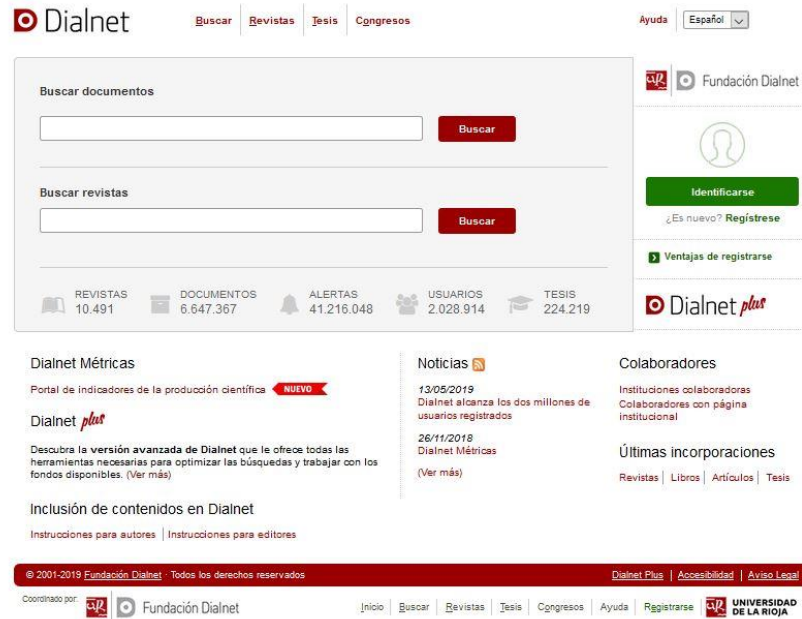 Dialnet
Buscar Revistas Tesis Congresos
Ayuda Español
Buscar documentos
Buscar
Buscar revistas
Buscar
REVISTAS
10.491
DOCUMENTOS
6.647.367
ALERTAS
41.216.048
USUARIOS
2.028.914
TESIS
224.219
UR Fundación Dialnet
Identificarse
¿Es nuevo? Regístrese
Ventajas de registrarse
Dialnet plus
Dialnet Métricas
Portal de indicadores de la producción científica NUEVO
Dialnet plus
Descubra la versión avanzada de Dialnet que le ofrece todas las
herramientas necesarias para optimizar las búsquedas y trabajar con los
fondos disponibles. (Ver más)
Inclusión de contenidos en Dialnet
Instrucciones para autores | Instrucciones para editores
Noticias
13/05/2019
Dialnet alcanza los dos millones de
usuarios registrados
26/11/2018
Dialnet Métricas
(Ver más)
Colaboradores
Instituciones colaboradoras
Colaboradores con página
institucional
Últimas incorporaciones
Revistas | Libros | Artículos | Tesis
© 2001-2019 Fundación Dialnet · Todos los derechos reservados
Dialnet Plus | Accesibilidad | Aviso Legal
Coordinado por:
UR Fundación Dialnet
Inicio | Buscar | Revistas | Tesis | Congresos | Ayuda | Registrarse
UR UNIVERSIDAD
DE LA RIOJA